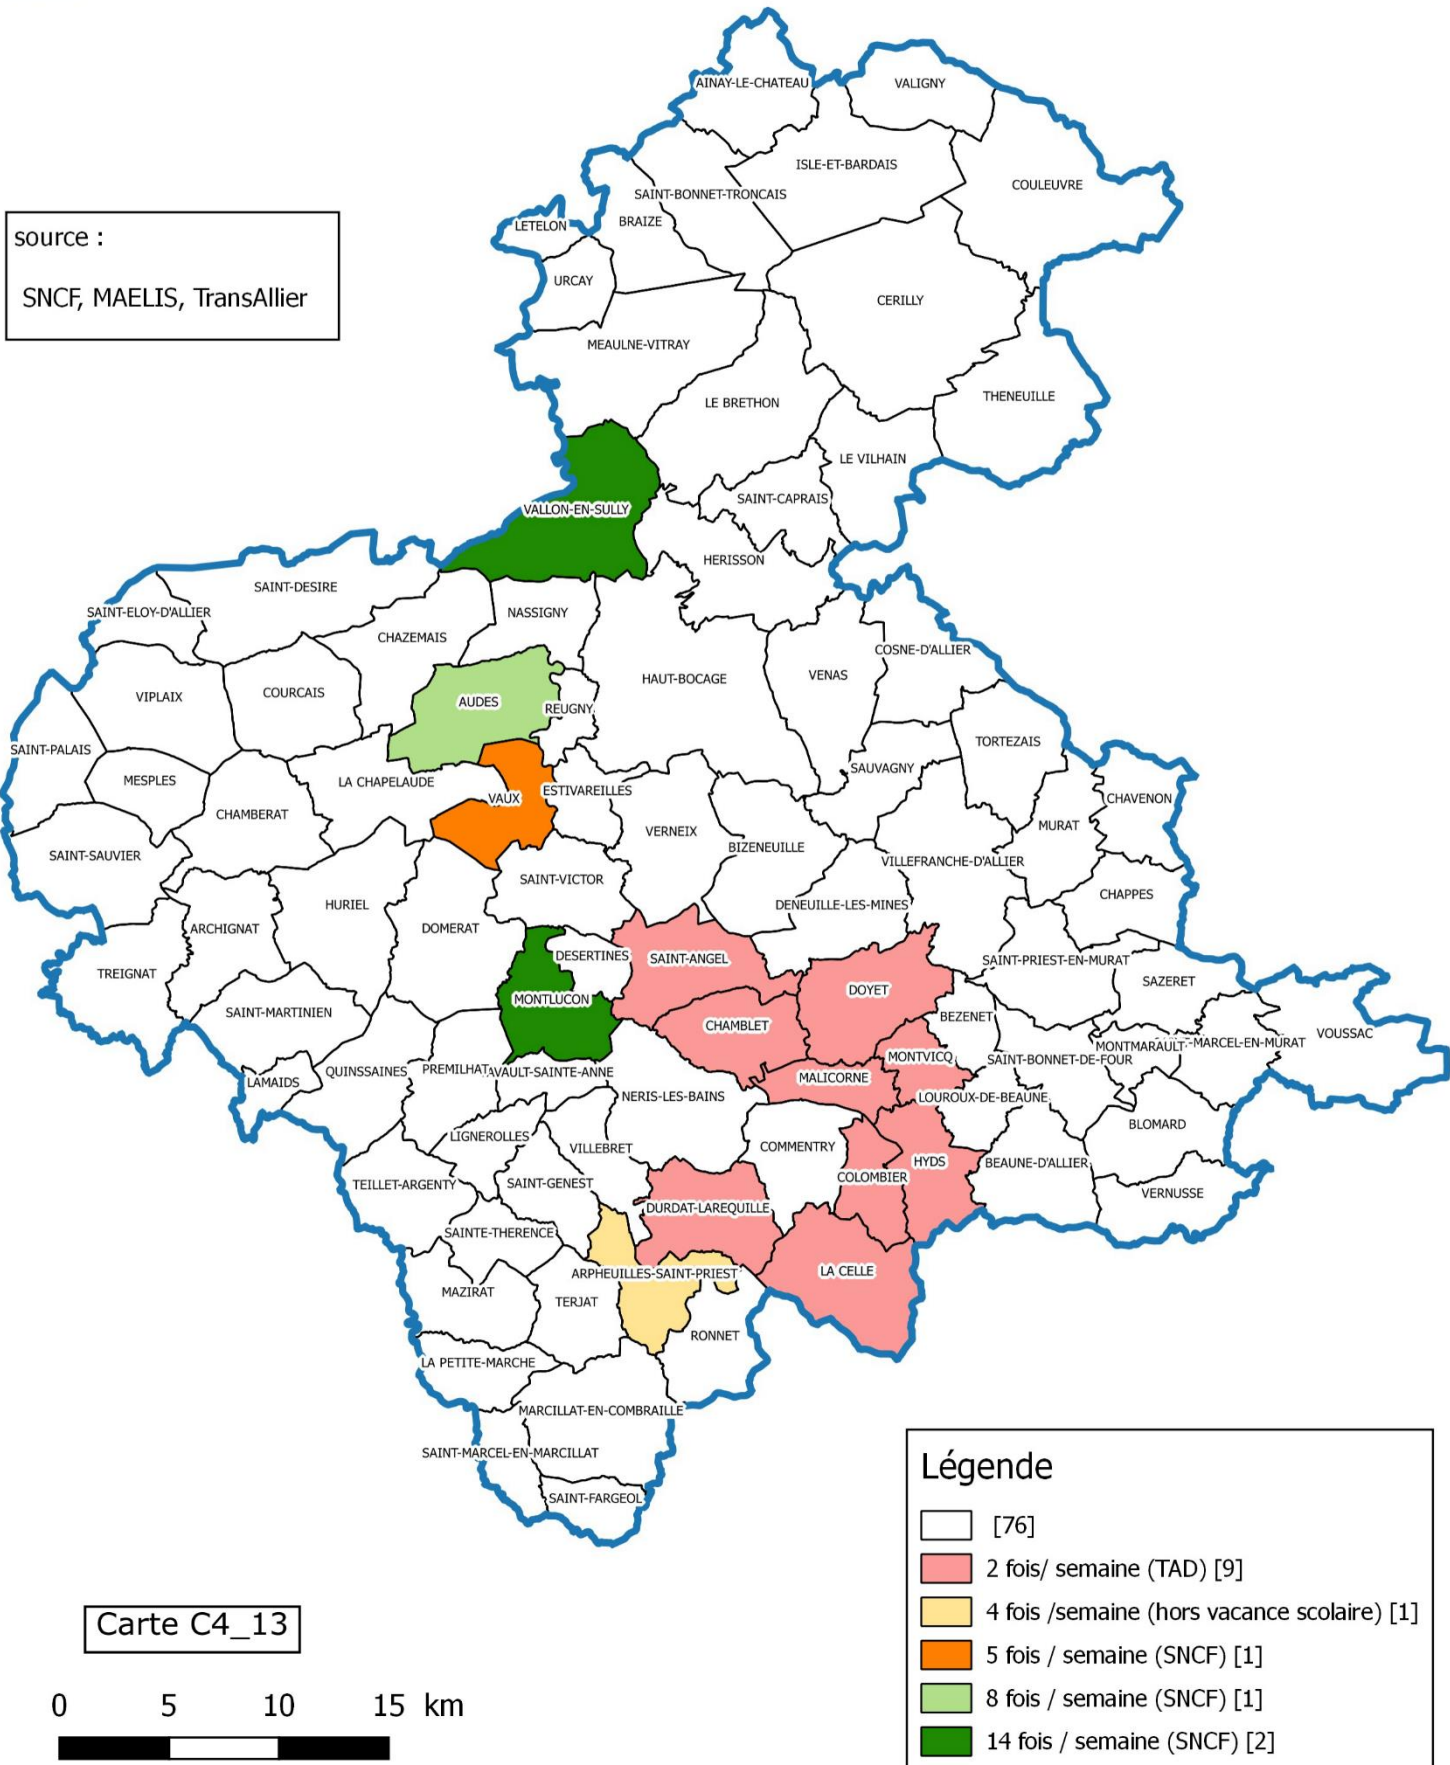 AINAY-LE-CHATEAU
VALIGNY
ISLE-ET-BARDAIS
COULEUVRE
SAINT-BONNET-TRONCAIS
BRAIZE
LETELON
source :
SNCF, MAELIS, TransAllier
URCAY
CERILLY
MEAULNE-VITRAY
THENEUILLE
LE BRETHON
LE VILHAIN
SAINT-CAPRAIS
VALLON-EN-SULLY
HERISSON
SAINT-DESIRE
SAINT-ELOY-D'ALLIER
NASSIGNY
CHAZEMAIS
COSNE-D'ALLIER
VENAS
HAUT-BOCAGE
VIPLAIX
COURCAIS
AUDES
REUGNY
TORTEZAIS
SAINT-PALAIS
SAUVAGNY
MESPLES
LA CHAPELAUDE
ESTIVAREILLES
VAUX
CHAVENON
CHAMBERAT
MURAT
VERNEIX
BIZENEUILLE
SAINT-SAUVIER
VILLEFRANCHE-D'ALLIER
SAINT-VICTOR
CHAPPES
HURIEL
DENEUILLE-LES-MINES
ARCHIGNAT
DOMERAT
DESERTINES
SAINT-ANGEL
SAINT-PRIEST-EN-MURAT
TREIGNAT
SAZERET
DOYET
MONTLUCON
SAINT-MARTINIEN
BEZENET
CHAMBLET
VOUSSAC
MONTMARAULT
T-MARCEL-EN-MURAT
MONTVICQ
SAINT-BONNET-DE-FOUR
QUINSSAINES
PREMILHAT
AVAULT-SAINTE-ANNE
MALICORNE
LAMAIDS
NERIS-LES-BAINS
LOUROUX-DE-BEAUNE
BLOMARD
LIGNEROLLES
VILLEBRET
COMMENTRY
HYDS
BEAUNE-D'ALLIER
COLOMBIER
TEILLET-ARGENTY
SAINT-GENEST
VERNUSSE
DURDAT-LAREQUILLE
SAINTE-THERENCE
ARPHEUILLES-SAINT-PRIEST
LA CELLE
MAZIRAT
TERJAT
RONNET
LA PETITE-MARCHE
MARCILLAT-EN-COMBRAILLE
SAINT-MARCEL-EN-MARCILLAT
SAINT-FARGEOL
Légende
[76]
2 fois/ semaine (TAD) [9]
4 fois /semaine (hors vacance scolaire) [1]
5 fois / semaine (SNCF) [1]
8 fois / semaine (SNCF) [1]
14 fois / semaine (SNCF) [2]
Carte C4_13
0 5 10 15 km